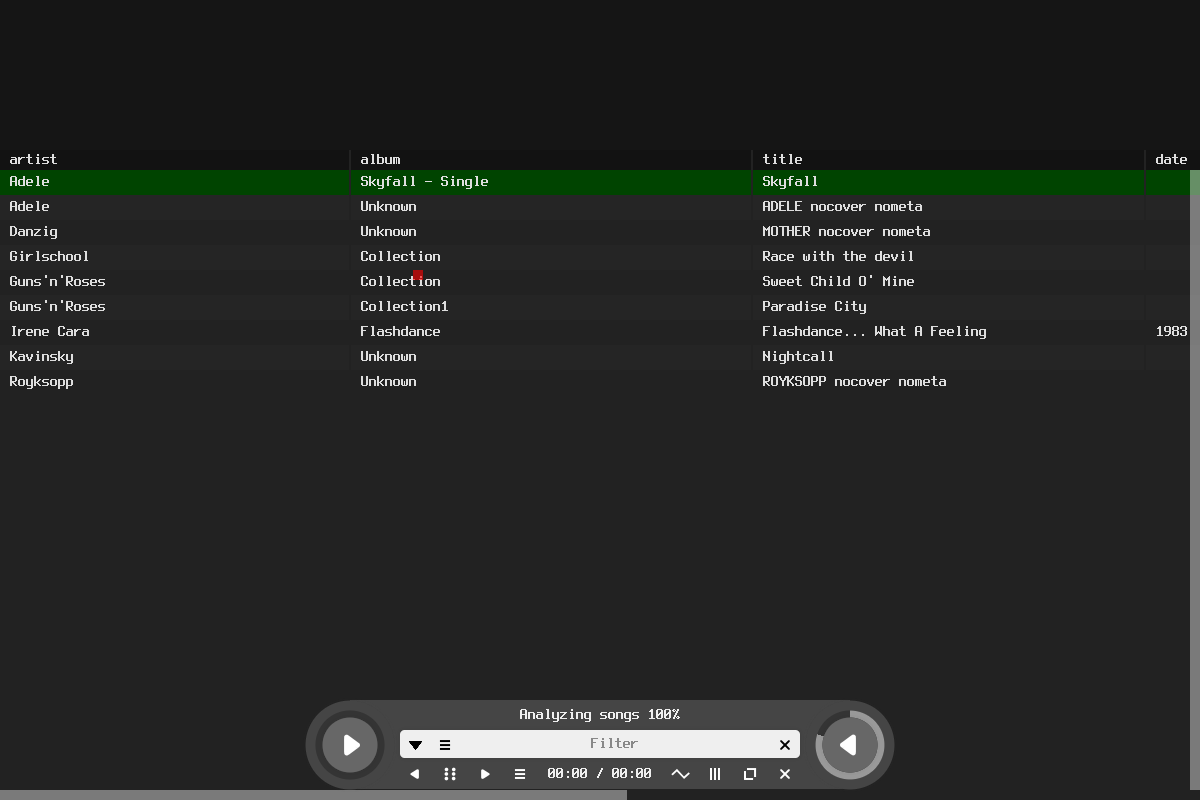 artist album title date
Adele Skyfall - Single Skyfall
Adele Unknown ADELE nocover nometa
Danzig Unknown MOTHER nocover nometa
Girlschool Collection Race with the devil
Guns'n'Roses Collection Sweet Child O' Mine
Guns'n'Roses Collection1 Paradise City
Irene Cara Flashdance Flashdance... What A Feeling 1983
Kavinsky Unknown Nightcall
Royksopp Unknown ROYKSOPP nocover nometa
Analyzing songs 100%
Filter
00:00 / 00:00